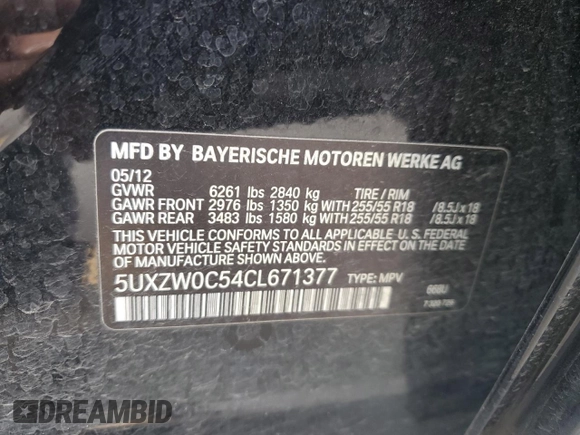 MFD BY BAYERISCHE MOTOREN WERKE AG
05/12
GVWR 6261 lbs 2840 kg TIRE / RIM
GAWR FRONT 2976 lbs 1350 kg WITH 255/55 R18 /8.5J x 18
GAWR REAR 3483 lbs 1580 kg WITH 255/55 R18 /8.5J x 18
THIS VEHICLE CONFORMS TO ALL APPLICABLE U. S. FEDERAL
MOTOR VEHICLE SAFETY STANDARDS IN EFFECT ON THE DATE OF
MANUFACTURE SHOWN ABOVE.
5UXZW0C54CL671377 TYPE: MPV
DREAMBID